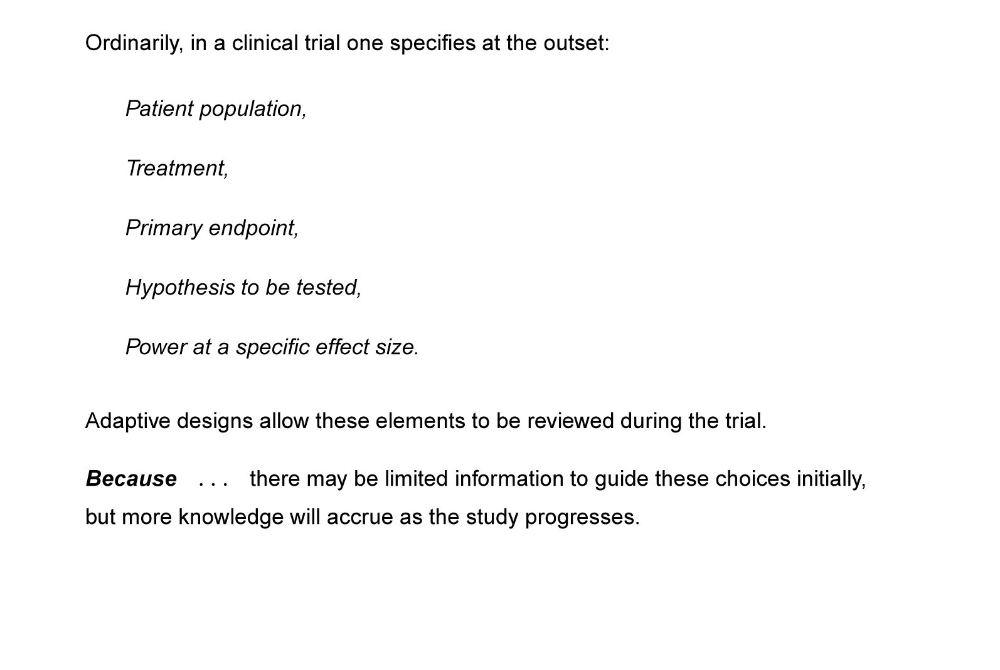 Ordinarily, in a clinical trial one specifies at the outset:
Patient population,
Treatment,
Primary endpoint,
Hypothesis to be tested,
Power at a specific effect size.
Adaptive designs allow these elements to be reviewed during the trial.
Because . . . there may be limited information to guide these choices initially,
but more knowledge will accrue as the study progresses.